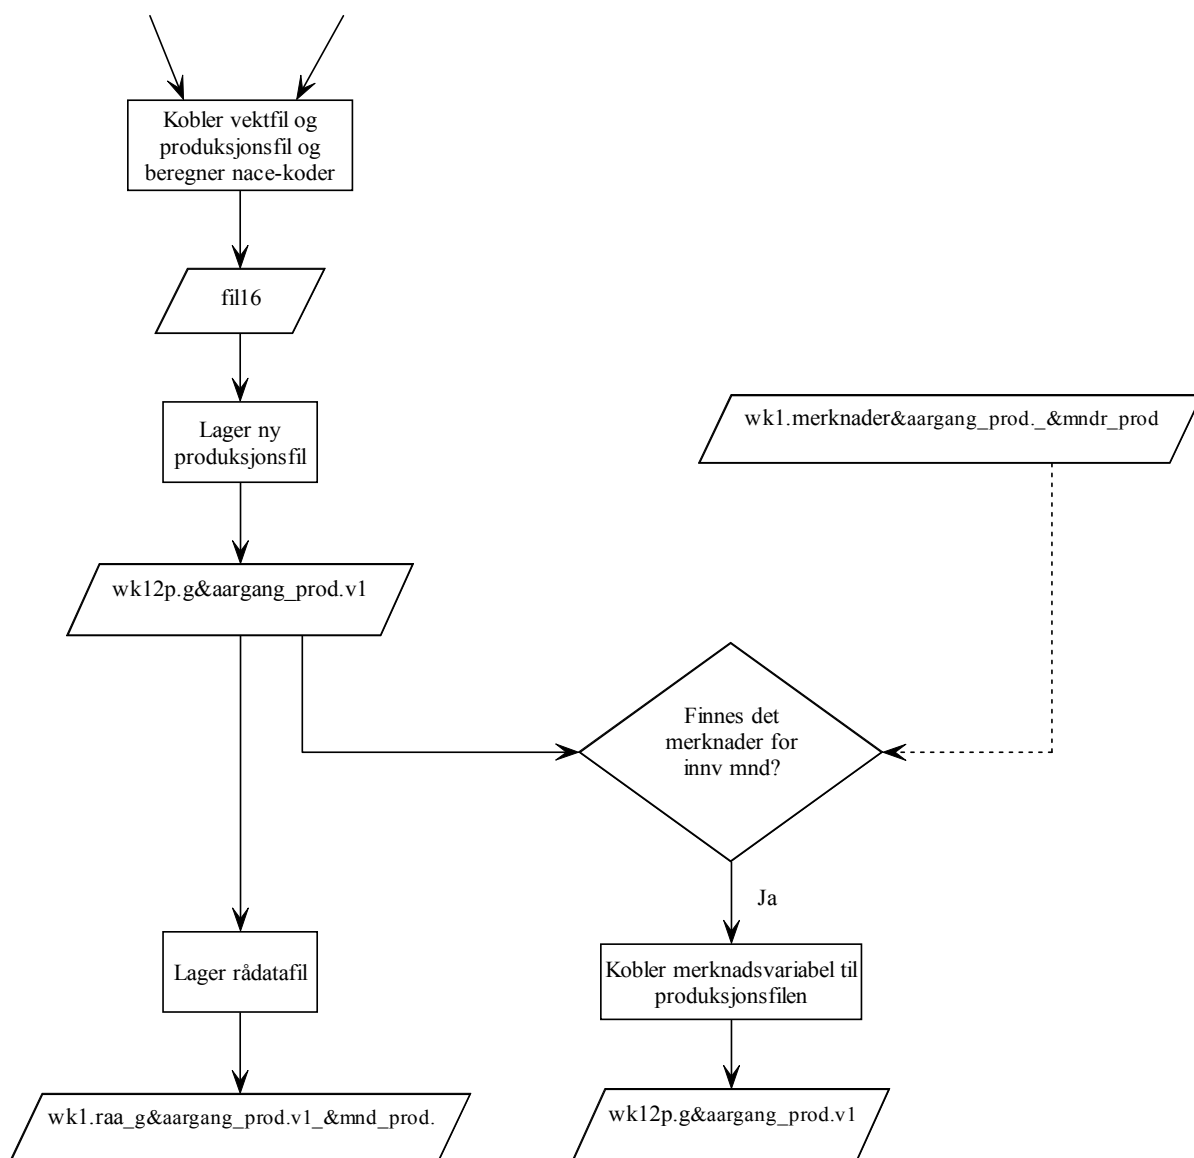 Kobler vektfil og
produksjonsfil og
beregner nace-koder
fil16
Lager ny
produksjonsfil
wk1.merknader&aargang_prod._&mndr_prod
wk12p.g&aargang_prod.v1
Finnes det
merknader for
innv mnd?
Ja
Lager rådatafil
Kobler merknadsvariabel til
produksjonsfilen
wk1.raa_g&aargang_prod.v1_&mnd_prod.
wk12p.g&aargang_prod.v1